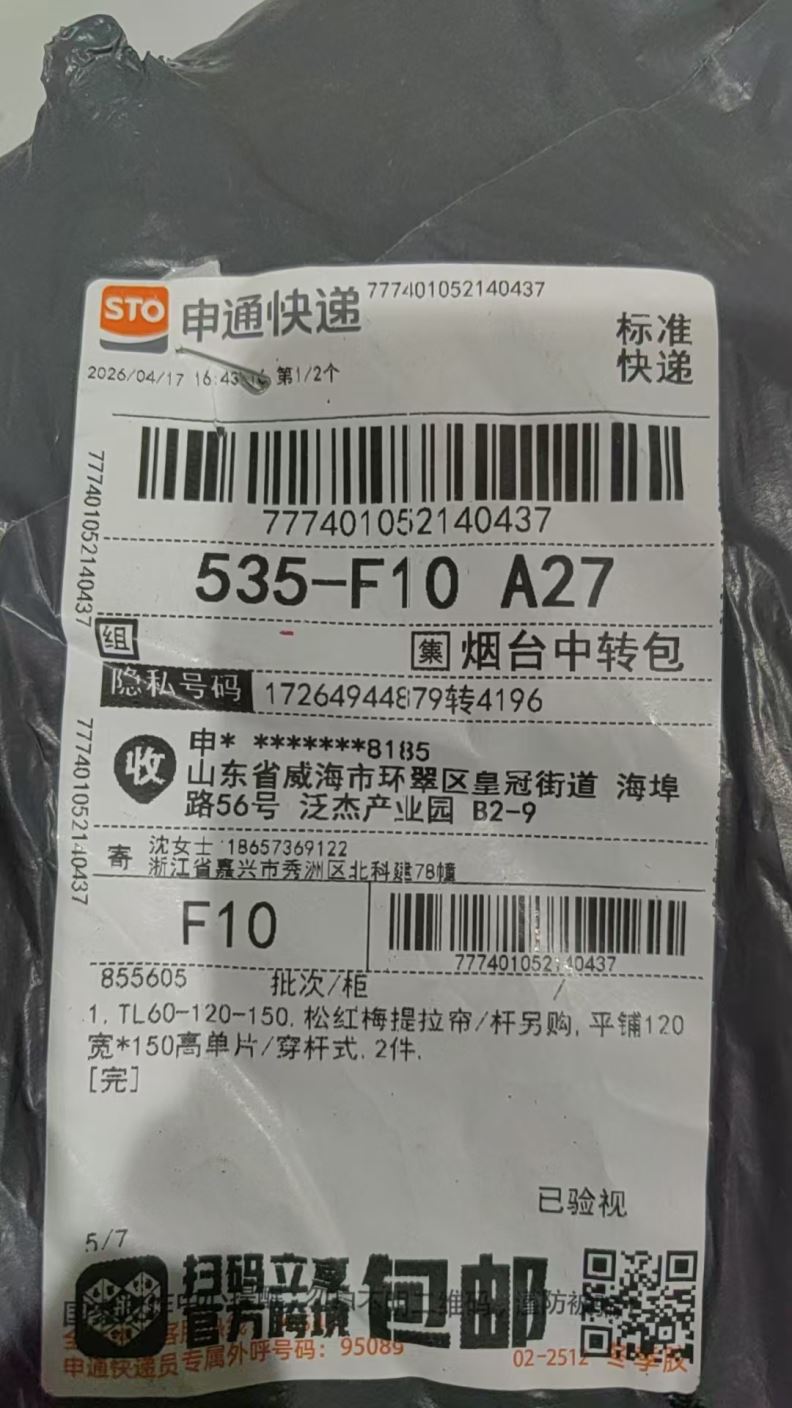 STO 申通快递 777401052140437
标准
快递
2026/04/17 16:43 第1/2个
777401052140437
777401052140437
535-F10 A27
组
集 烟台中转包
隐私号码 17264944879转4196
收
申* *******8185
山东省威海市环翠区皇冠街道 海埠
路56号 泛杰产业园 B2-9
777401052140437
寄
沈女士 18657369122
浙江省嘉兴市秀洲区北科建78幢
F10
777401052140437
855605 批次/柜 /
1, TL60-120-150, 松红梅提拉帘/杆另购, 平铺120
宽*150高单片/穿杆式, 2件,
[完]
已验视
5/7
扫码立享
官方跨境
包邮
申通快递员专属外呼号码: 95089
02-2512 冬季胶